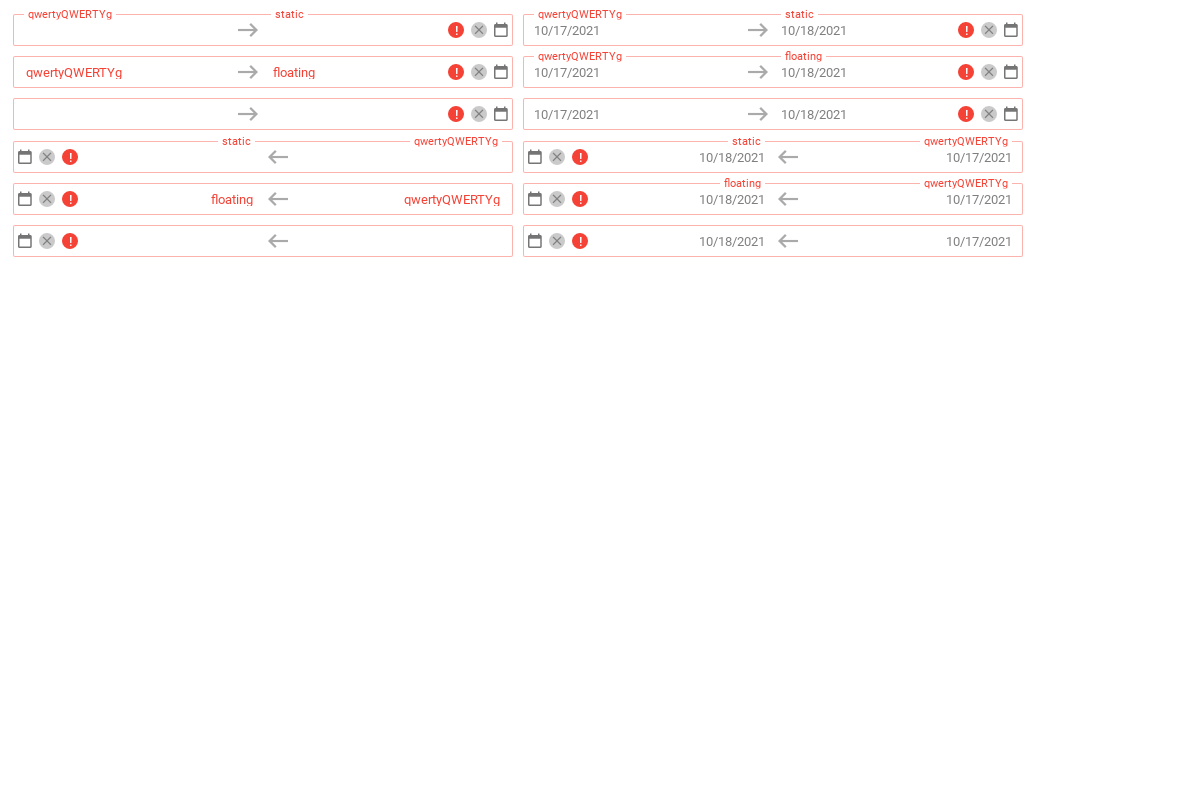 qwertyQWERTYg static qwertyQWERTYg static
10/17/2021 10/18/2021
qwertyQWERTYg floating
qwertyQWERTYg floating 10/17/2021 10/18/2021
10/17/2021 10/18/2021
static qwertyQWERTYg static qwertyQWERTYg
10/18/2021 10/17/2021
floating qwertyQWERTYg
floating qwertyQWERTYg 10/18/2021 10/17/2021
10/18/2021 10/17/2021